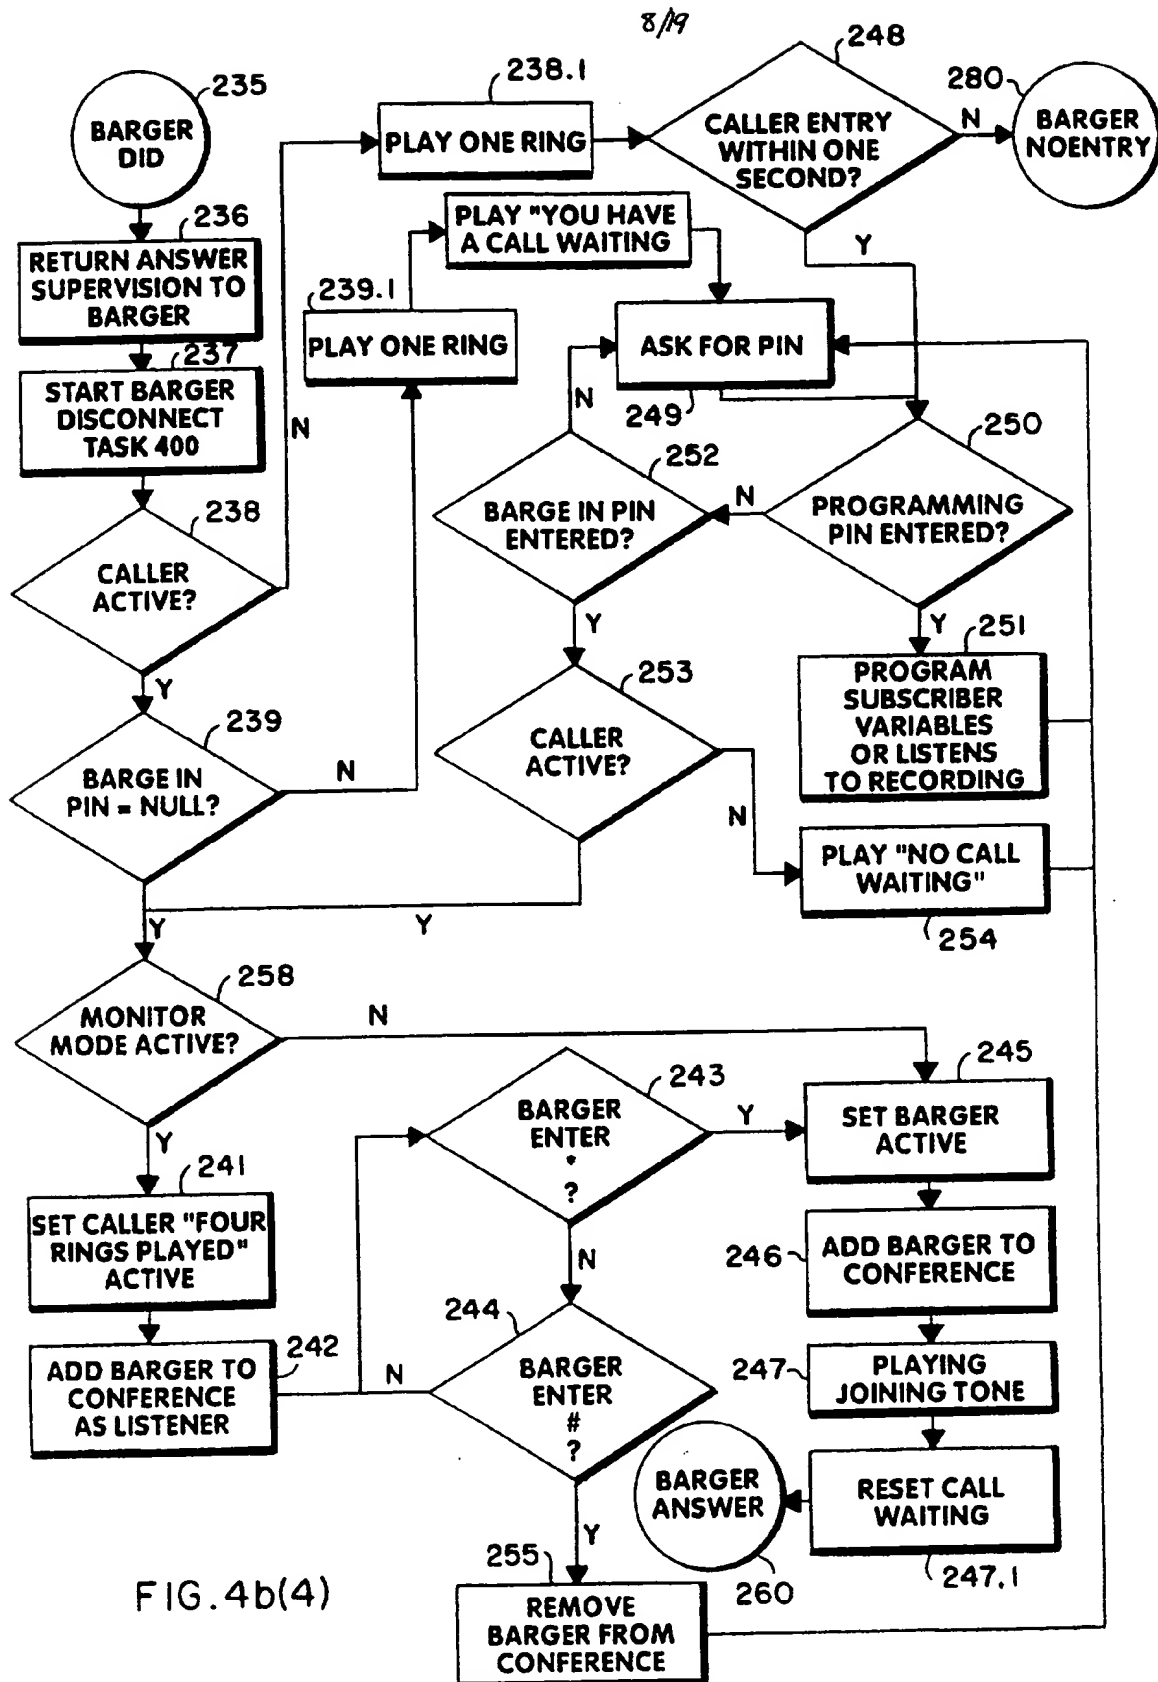 8/19
235
BARGER
DID
236
RETURN ANSWER
SUPERVISION TO
BARGER
237
START BARGER
DISCONNECT
TASK 400
238
CALLER
ACTIVE?
N
Y
239
BARGE IN
PIN = NULL?
N
Y
238.1
PLAY ONE RING
248
CALLER ENTRY
WITHIN ONE
SECOND?
N
Y
280
BARGER
NOENTRY
PLAY "YOU HAVE
A CALL WAITING
239.1
PLAY ONE RING
ASK FOR PIN
249
N
252
BARGE IN PIN
ENTERED?
N
Y
250
PROGRAMMING
PIN ENTERED?
Y
251
PROGRAM
SUBSCRIBER
VARIABLES
OR LISTENS
TO RECORDING
253
CALLER
ACTIVE?
N
Y
PLAY "NO CALL
WAITING"
254
258
MONITOR
MODE ACTIVE?
N
Y
241
SET CALLER "FOUR
RINGS PLAYED"
ACTIVE
242
ADD BARGER TO
CONFERENCE
AS LISTENER
243
BARGER
ENTER
*
?
Y
N
244
BARGER
ENTER
#
?
N
Y
245
SET BARGER
ACTIVE
246
ADD BARGER TO
CONFERENCE
247
PLAYING
JOINING TONE
RESET CALL
WAITING
247.1
BARGER
ANSWER
260
255
REMOVE
BARGER FROM
CONFERENCE
FIG.4b(4)